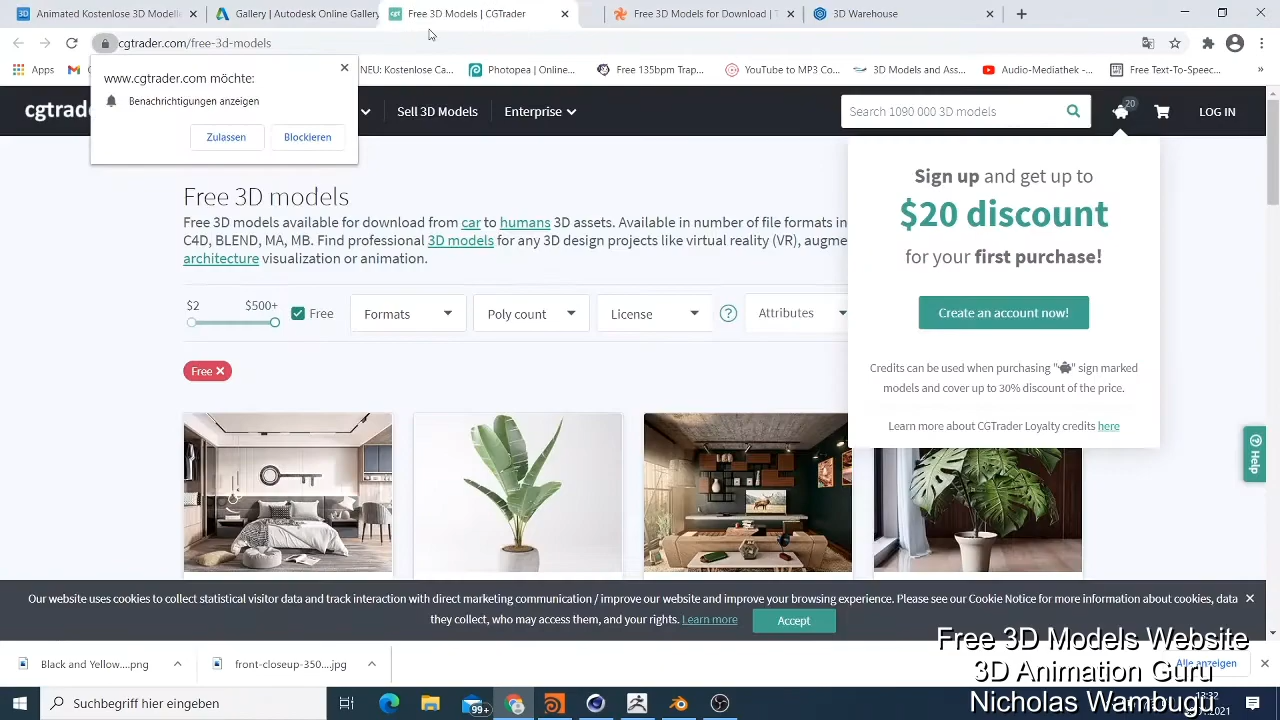 Animated Kostenlose 3D Modelle
Gallery | Autodesk Online Gallery
cgt Free 3D Models | CGTrader
Free 3D Models for Download | T
3D Warehouse
cgtrader.com/free-3d-models
Apps
NEU: Kostenlose Ca...
Photopea | Online...
Free 135bpm Trap...
YouTube to MP3 Co...
3D Models and Ass...
Audio-Mediathek -...
Free Text-To-Speec...
»
www.cgtrader.com möchte:
Benachrichtigungen anzeigen
Zulassen
Blockieren
cgtrade
Sell 3D Models
Enterprise
Search 1090 000 3D models
20
LOG IN
Free 3D models
Free 3D models available for download from car to humans 3D assets. Available in number of file formats in
C4D, BLEND, MA, MB. Find professional 3D models for any 3D design projects like virtual reality (VR), augme
architecture visualization or animation.
$2
$500+
Free
Formats
Poly count
License
?
Attributes
Free ×
Sign up and get up to
$20 discount
for your first purchase!
Create an account now!
Credits can be used when purchasing " " sign marked
models and cover up to 30% discount of the price.
Learn more about CGTrader Loyalty credits here
? Help
Our website uses cookies to collect statistical visitor data and track interaction with direct marketing communication / improve our website and improve your browsing experience. Please see our Cookie Notice for more information about cookies, data
they collect, who may access them, and your rights. Learn more
Accept
Black and Yellow....png
front-closeup-350....jpg
Alle anzeigen
Free 3D Models Website
3D Animation Guru
Nicholas Wambugu
Suchbegriff hier eingeben
99+